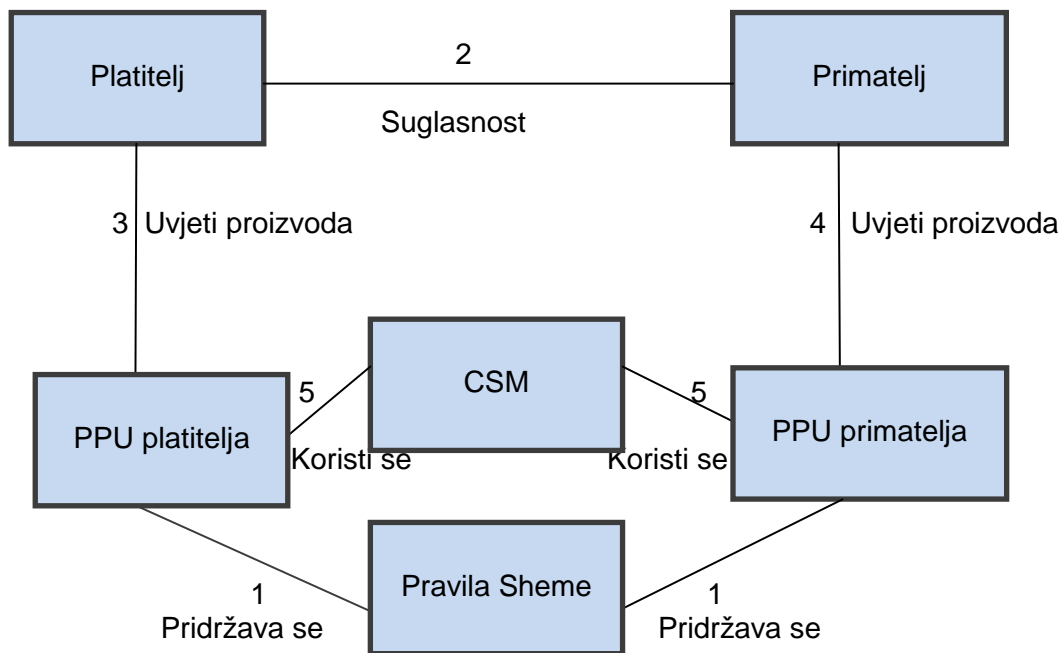 2
Platitelj
Primatelj
Suglasnost
3 Uvjeti proizvoda
4 Uvjeti proizvoda
CSM
5
5
PPU platitelja
PPU primatelja
Koristi se
Koristi se
Pravila Sheme
1
1
Pridržava se
Pridržava se